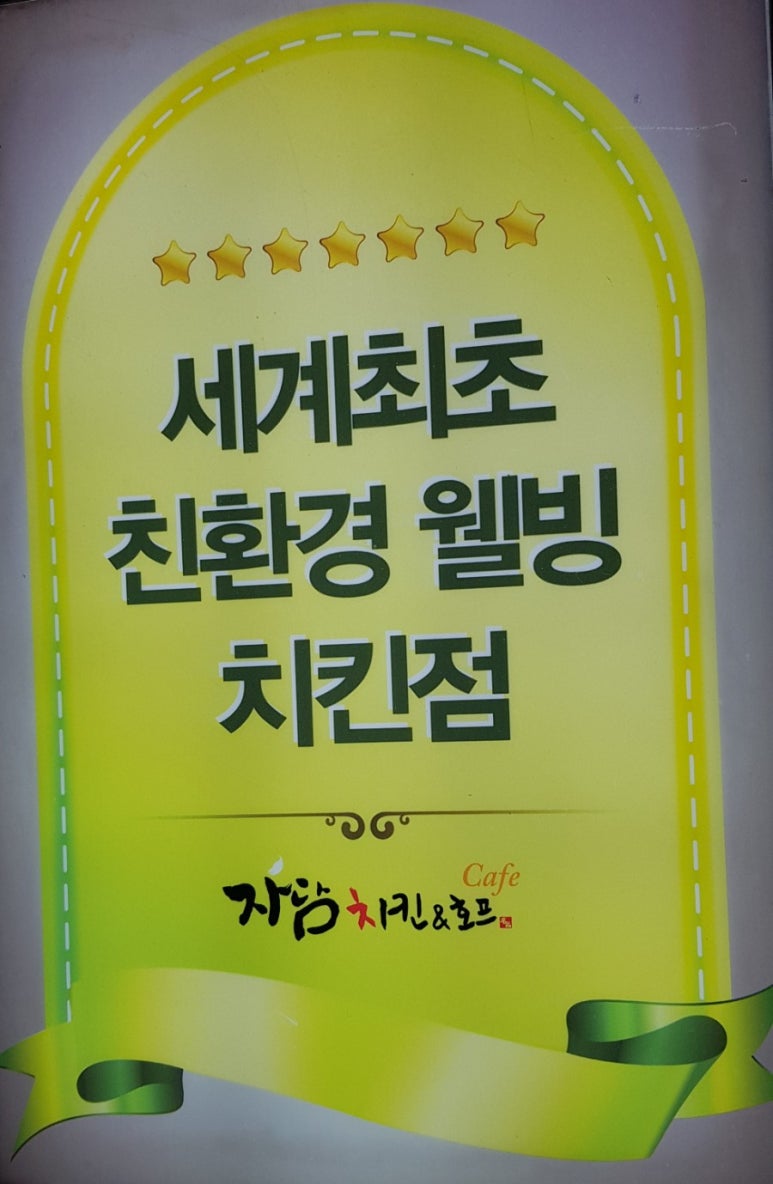 세계최초
친환경 웰빙
치킨점
Cafe
자담 치킨&호프